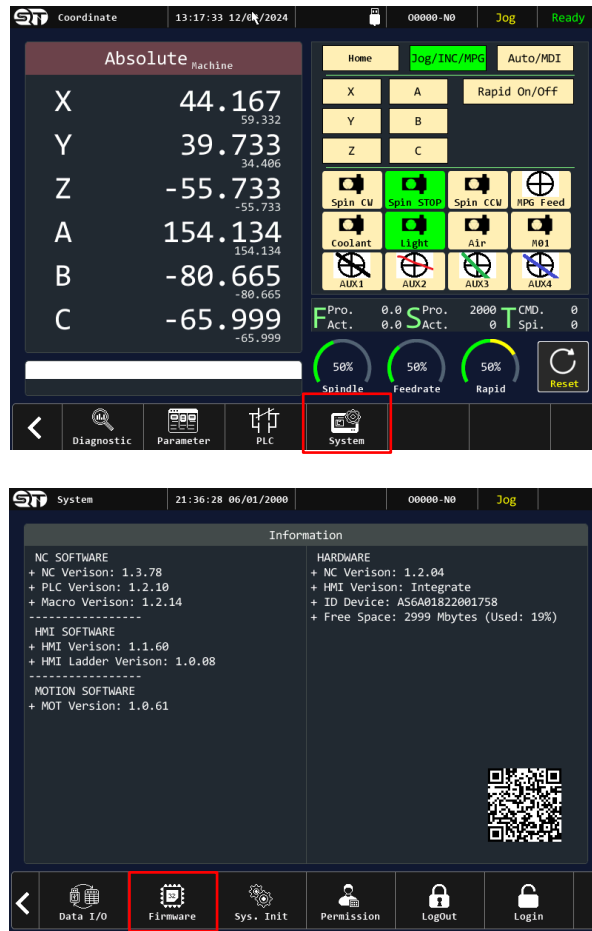 Coordinate 13:17:33 12/ /2024 O0000-N0 Jog Ready
Absolute Machine
X 44.167
59.332
Y 39.733
34.406
Z -55.733
-55.733
A 154.134
154.134
B -80.665
-80.665
C -65.999
-65.999
Home Jog/INC/MPG Auto/MDI
X A Rapid On/Off
Y B
Z C
Spin CW Spin STOP Spin CCW MPG Feed
Coolant Light Air M01
AUX1 AUX2 AUX3 AUX4
F Pro. 0.0 S Pro. 2000 T CMD. 0
Act. 0.0 Act. 0 Spi. 0
50% 50% 50%
Spindle Feedrate Rapid Reset
Diagnostic Parameter PLC System
System 21:36:28 06/01/2000 O0000-N0 Jog
Information
NC SOFTWARE
+ NC Verison: 1.3.78
+ PLC Verison: 1.2.10
+ Macro Verison: 1.2.14
-----------------
HMI SOFTWARE
+ HMI Verison: 1.1.60
+ HMI Ladder Verison: 1.0.08
-----------------
MOTION SOFTWARE
+ MOT Version: 1.0.61
HARDWARE
+ NC Verison: 1.2.04
+ HMI Verison: Integrate
+ ID Device: AS6A01822001758
+ Free Space: 2999 Mbytes (Used: 19%)
Data I/O Firmware Sys. Init Permission LogOut Login